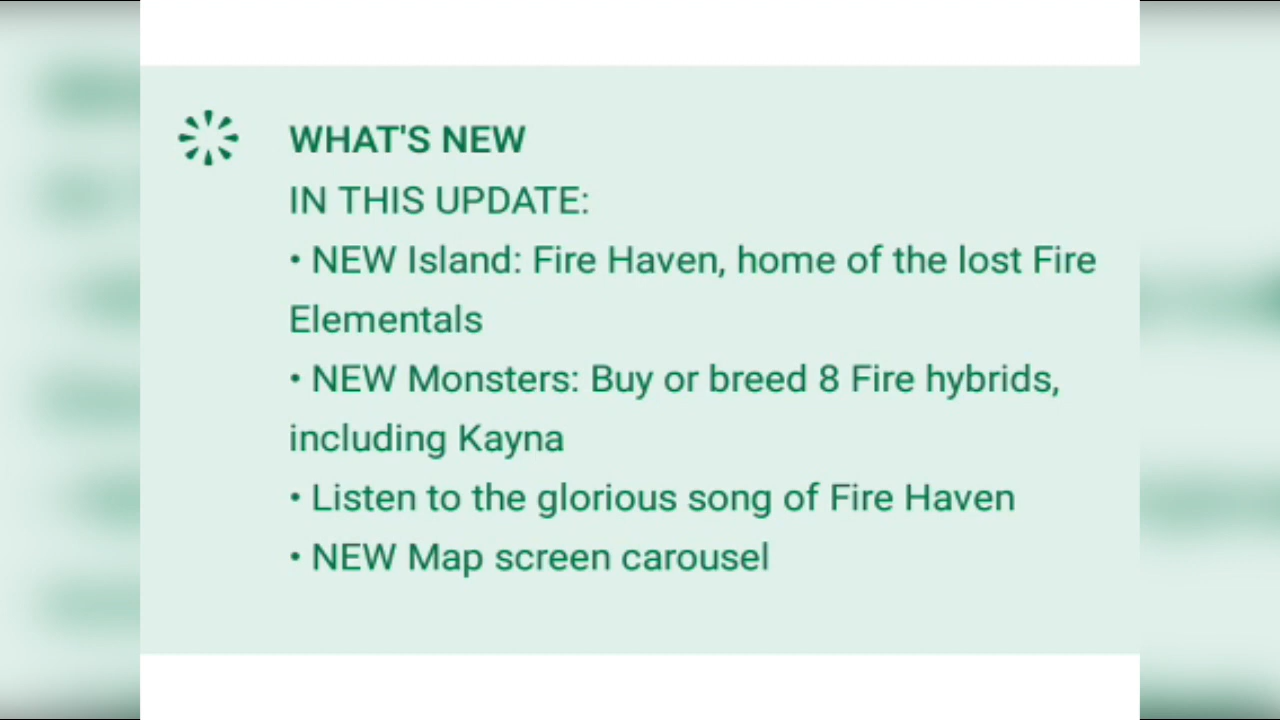 WHAT'S NEW
IN THIS UPDATE:
• NEW Island: Fire Haven, home of the lost Fire
Elementals
• NEW Monsters: Buy or breed 8 Fire hybrids,
including Kayna
• Listen to the glorious song of Fire Haven
• NEW Map screen carousel